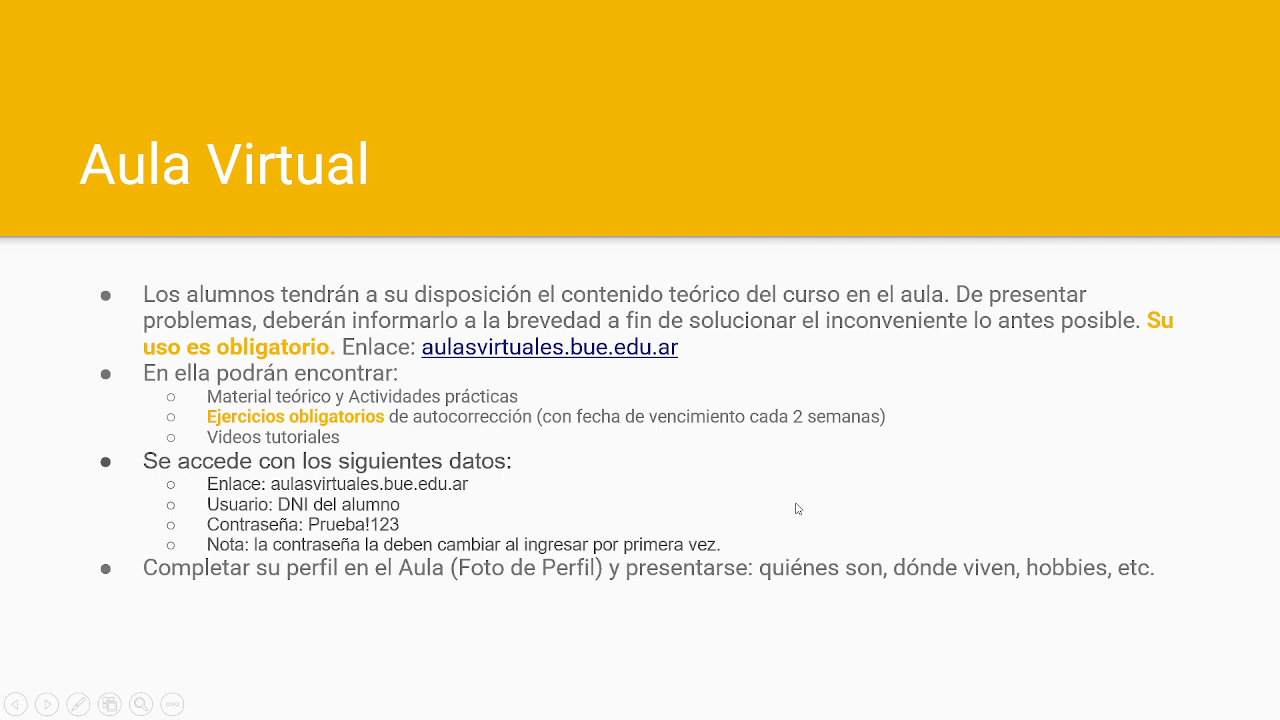 Aula Virtual
● Los alumnos tendrán a su disposición el contenido teórico del curso en el aula. De presentar
problemas, deberán informarlo a la brevedad a fin de solucionar el inconveniente lo antes posible. Su
uso es obligatorio. Enlace: aulasvirtuales.bue.edu.ar
● En ella podrán encontrar:
○ Material teórico y Actividades prácticas
○ Ejercicios obligatorios de autocorrección (con fecha de vencimiento cada 2 semanas)
○ Videos tutoriales
● Se accede con los siguientes datos:
○ Enlace: aulasvirtuales.bue.edu.ar
○ Usuario: DNI del alumno
○ Contraseña: Prueba!123
○ Nota: la contraseña la deben cambiar al ingresar por primera vez.
● Completar su perfil en el Aula (Foto de Perfil) y presentarse: quiénes son, dónde viven, hobbies, etc.